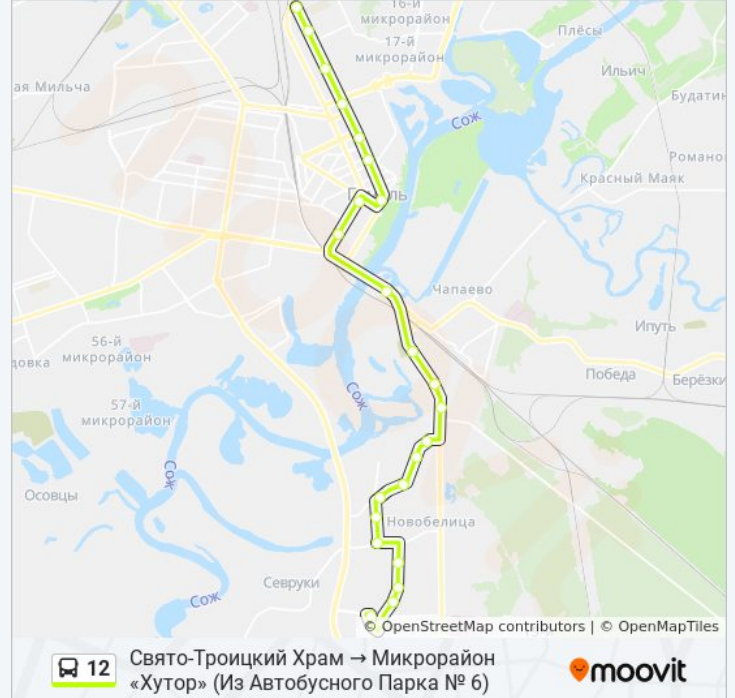 16-й
микрорайон
17-й
микрорайон
Плёсы
ая Мильча
Ильич
Будатин
Сож
Романо
Красный Маяк
Чапаево
Ипуть
56-й
микрорайон
довка
Победа
Берёзки
57-й
микрорайон
Сож
Сож
Осовцы
Новобелица
Севруки
Сож
© OpenStreetMap contributors | © OpenMapTiles
12
Свято-Троицкий Храм → Микрорайон
«Хутор» (Из Автобусного Парка № 6)
moovit